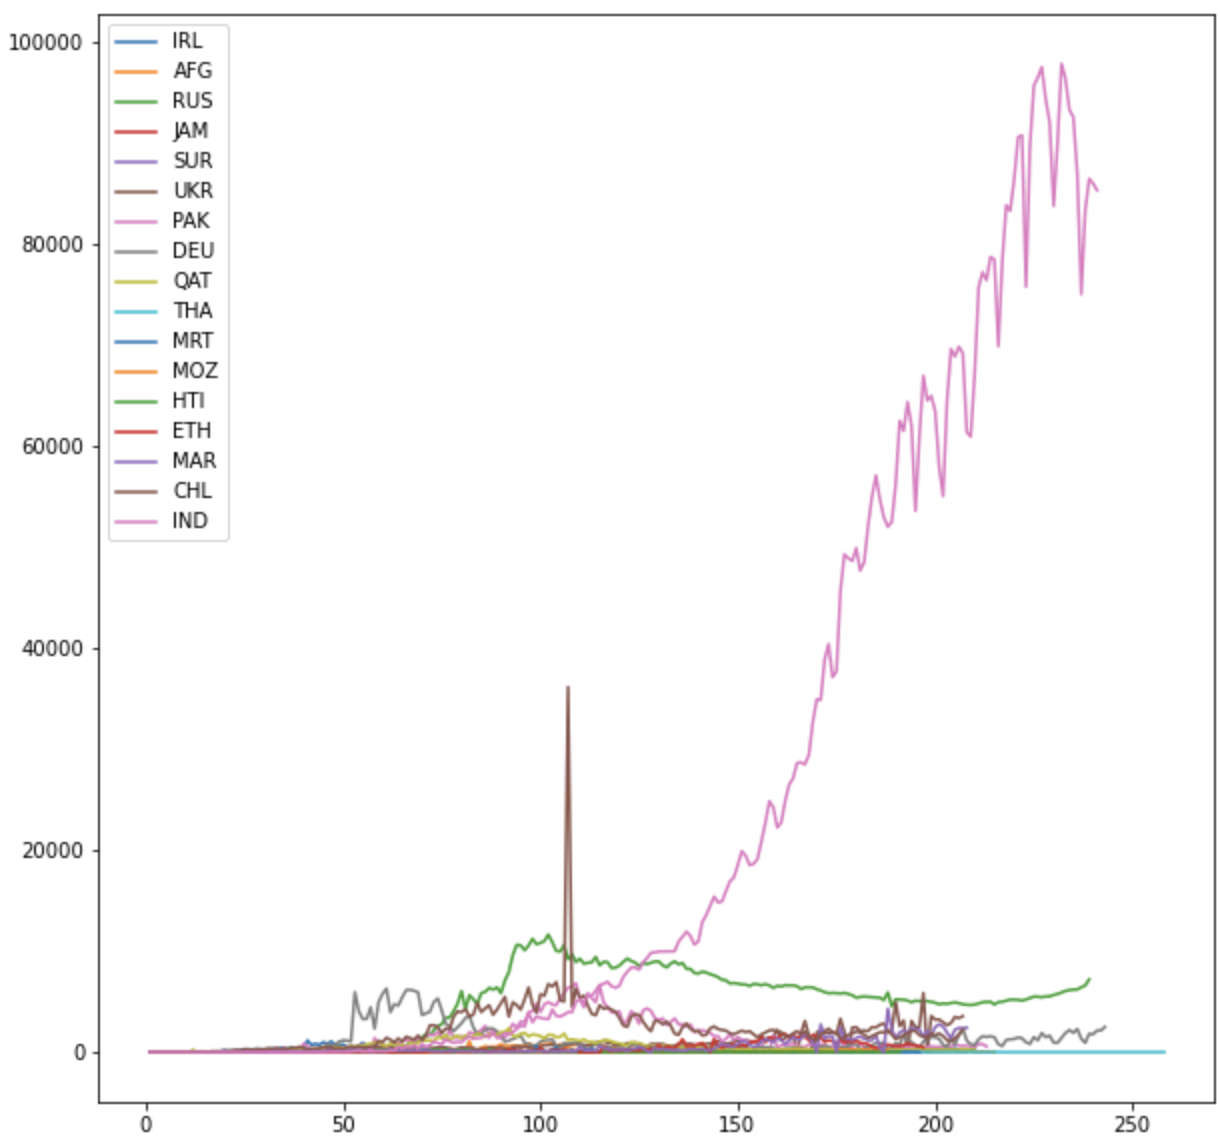 100000
80000
60000
40000
20000
0
IRL
AFG
RUS
JAM
SUR
UKR
PAK
DEU
QAT
THA
MRT
MOZ
HTI
ETH
MAR
CHL
IND
0 50 100 150 200 250